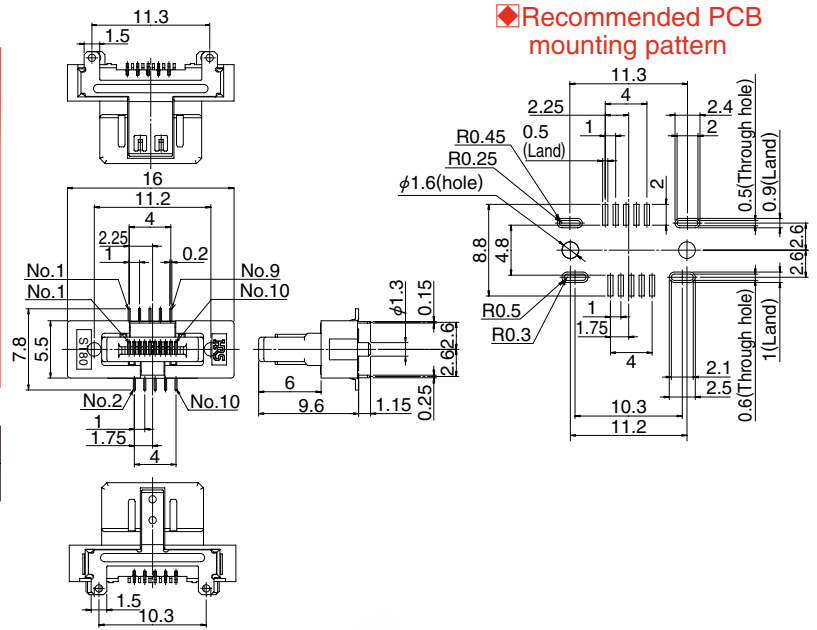 11.3
1.5
16
11.2
4
2.25
1
0.2
No.1
No.9
No.1
No.10
7.8
5.5
ST80
HRS
No.2
No.10
1
1.75
4
6
9.6
1.15
φ1.3
0.15
2.6
2.6
0.25
1.5
10.3
◆Recommended PCB
mounting pattern
11.3
2.25
4
2.4
0.5
(Land)
1
2
R0.45
R0.25
φ1.6(hole)
2
0.5(Through hole)
0.9(Land)
8.8
4.8
2.6
2.6
R0.5
R0.3
1
1.75
4
2.1
2.5
0.6(Through hole)
1(Land)
10.3
11.2